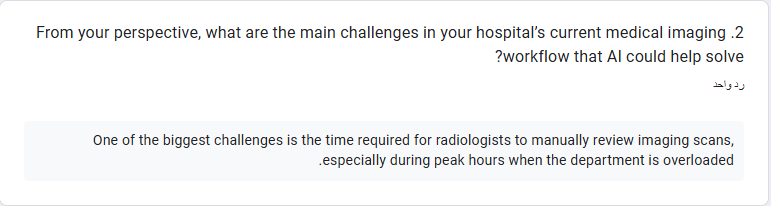 2. From your perspective, what are the main challenges in your hospital’s current medical imaging
workflow that AI could help solve?
رد واحد
One of the biggest challenges is the time required for radiologists to manually review imaging scans,
especially during peak hours when the department is overloaded.